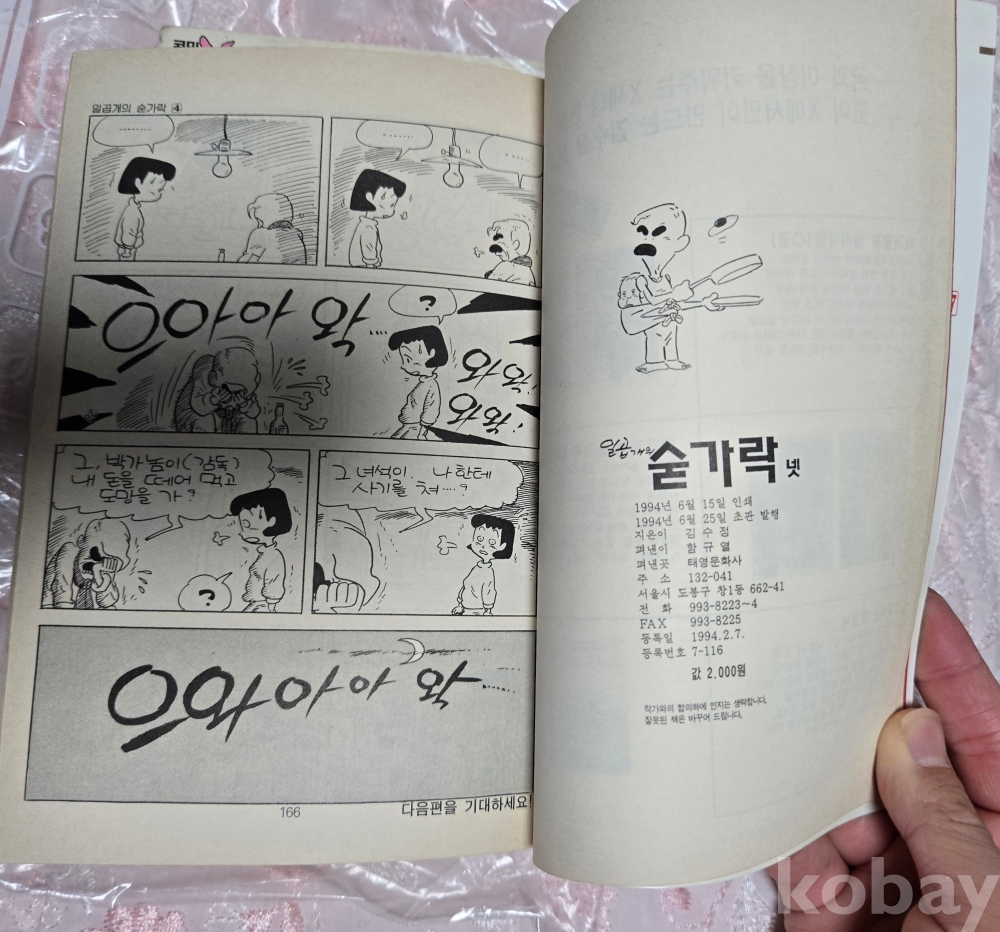 일곱개의 숟가락 4
..........
..........
으아아아 악....
?
와악!
와악!
그, 박가놈이(감독)
내 돈을 떼어 먹고
도망을 가?
?
그 녀석이, 나한테
사기를 쳐....?
으와아아악......
166
다음편을 기대하세요!
일곱개의
숟가락 넷
1994년 6월 15일 인쇄
1994년 6월 25일 초판 발행
지은이 김수정
펴낸이 함규열
펴낸곳 태영문화사
주 소 132-041
서울시 도봉구 창1동 662-41
전 화 993-8223~4
FAX 993-8225
등록일 1994.2.7.
등록번호 7-116
값 2,000원
작가와의 합의하에 인지는 생략합니다.
잘못된 책은 바꾸어 드립니다.
7
kobay